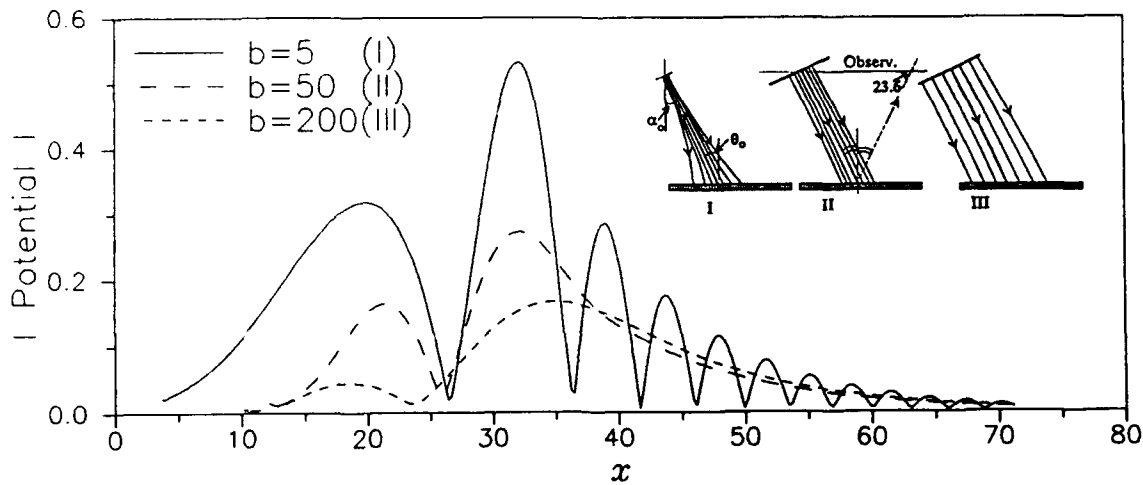 0.6
0.4
0.2
0.0
| Potential |
b=5 (I)
b=50 (II)
b=200(III)
Observ.
23.6
α₀
θ₀
I
II
III
0 10 20 30 40 50 60 70 80
x